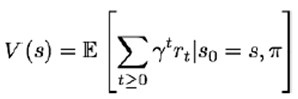 V(s) = 𝔼 [ ∑_{t≥0} γ^t r_t | s_0 = s, π ]